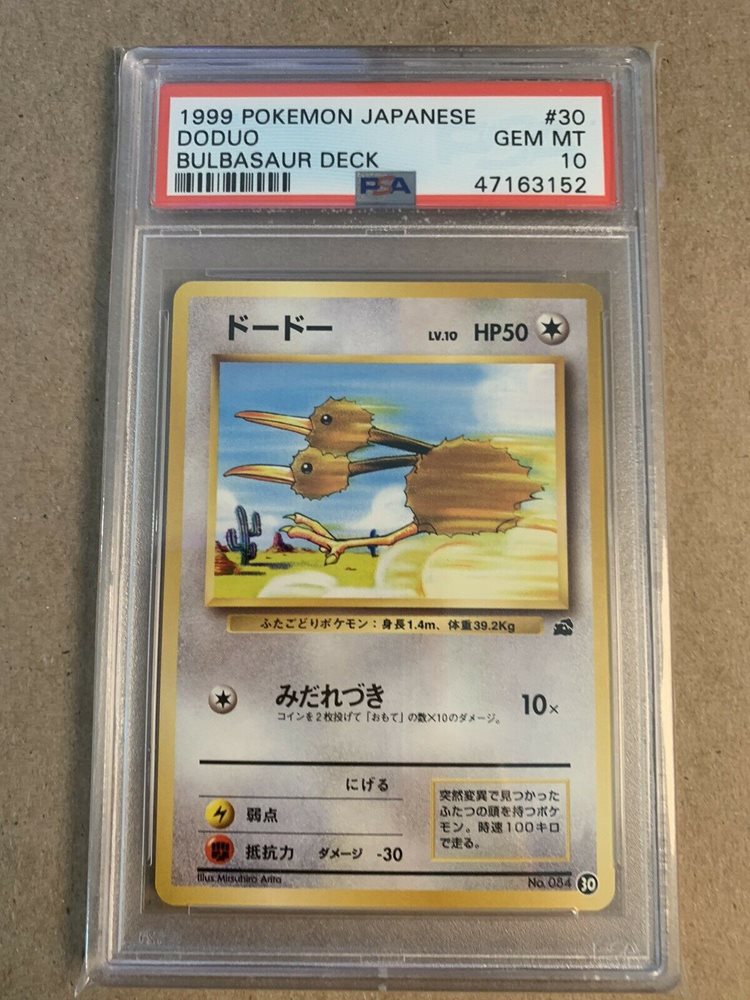 1999 POKEMON JAPANESE #30
DODUO GEM MT
BULBASAUR DECK 10
PSA 47163152
ドードー LV.10 HP50
ふたごどりポケモン：身長1.4m、体重39.2Kg
みだれづき 10×
コインを2枚投げて「おもて」の数×10のダメージ。
にげる
弱点
抵抗力 ダメージ -30
突然変異で見つかった
ふたつの頭を持つポケ
モン。時速100キロ
で走る。
Illus. Mitsuhiro Arita No. 084 30